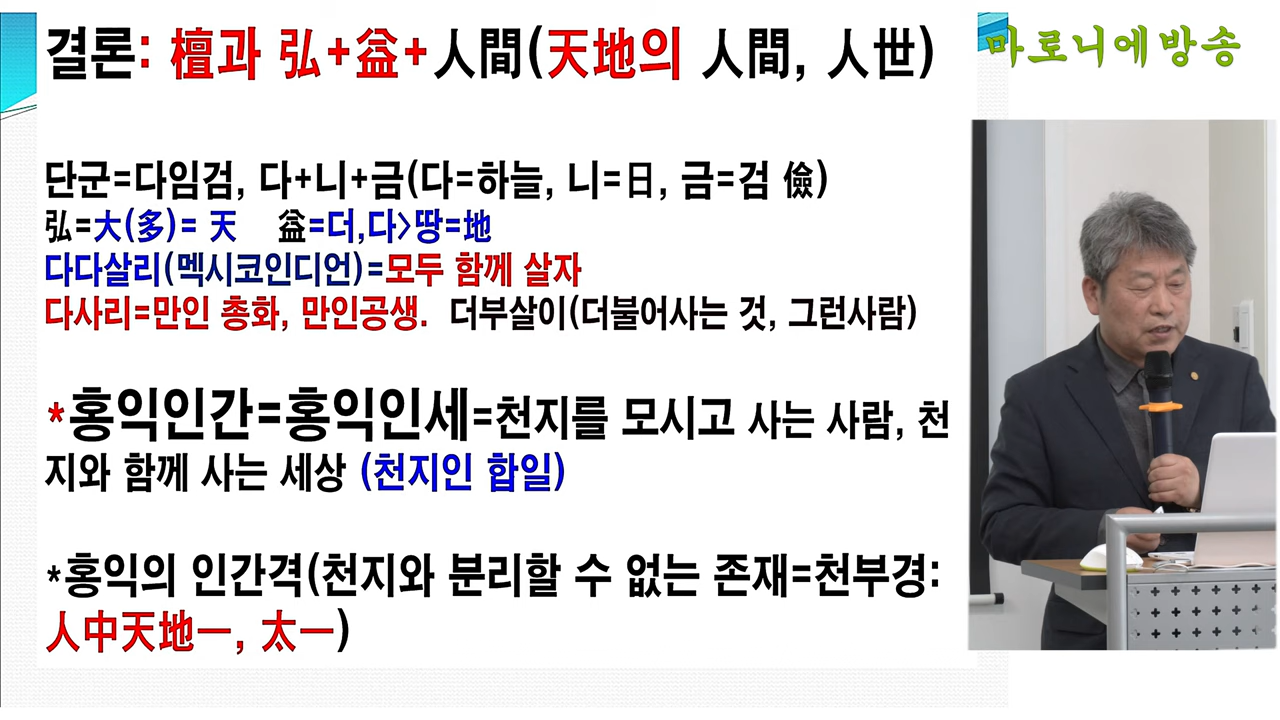 결론: 檀과 弘+益+人間(天地의 人間, 人世)
마로니에방송
단군=다임검, 다+니+금(다=하늘, 니=日, 금=검 儉)
弘=大(多)= 天 益=더,다>땅=地
다다살리(멕시코인디언)=모두 함께 살자
다사리=만인 총화, 만인공생. 더부살이(더불어사는 것, 그런사람)
*홍익인간=홍익인세=천지를 모시고 사는 사람, 천
지와 함께 사는 세상 (천지인 합일)
*홍익의 인간격(천지와 분리할 수 없는 존재=천부경:
人中天地一, 太一)